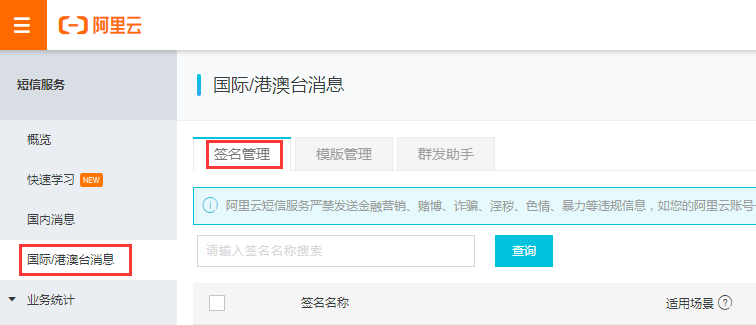 阿里云
短信服务
国际/港澳台消息
概览
签名管理 模版管理 群发助手
快速学习 NEW
阿里云短信服务严禁发送金融营销、赌博、诈骗、淫秽、色情、暴力等违规信息，如您的阿里云账号
国内消息
请输入签名名称搜索 查询
国际/港澳台消息
业务统计
签名名称 适用场景 ?